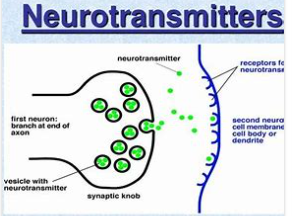 Neurotransmitters
neurotransmitter
receptors
neurotransm
first neuron:
branch at end of
axon
second neuro
cell membrane
cell body or
dendrite
vesicle with
neurotransmitter
synaptic knob